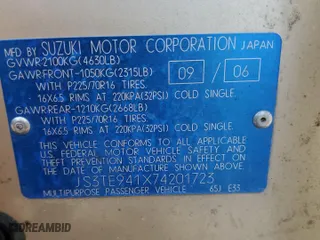 MFD BY SUZUKI MOTOR CORPORATION JAPAN
GVWR2100KG(4630LB)
GAWRFRONT-1050KG(2315LB) 09 / 06
WITH P225/70R16 TIRES,
16X6.5 RIMS AT 220KPA(32PSI) COLD SINGLE.
GAWRREAR-1210KG(2668LB)
WITH P225/70R16 TIRES,
16X6.5 RIMS AT 220KPA(32PSI) COLD SINGLE.
THIS VEHICLE CONFORMS TO ALL APPLICABLE
U.S. FEDERAL MOTOR VEHICLE SAFETY AND
THEFT PREVENTION STANDARDS IN EFFECT ON
THE DATE OF MANUFACTURE SHOWN ABOVE.
JS3TE941X74201723
MULTIPURPOSE PASSENGER VEHICLE 65J E33
DREAMBID